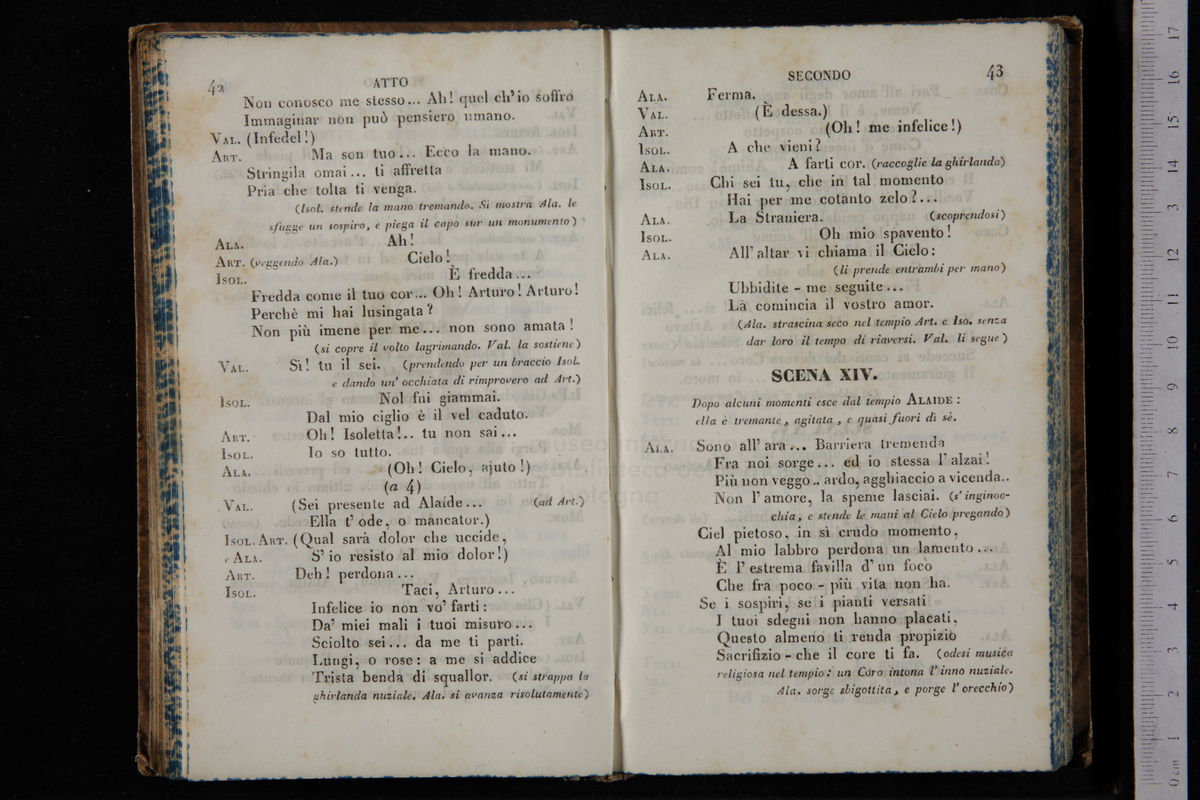 42
ATTO
Non conosco me stesso... Ah! quel ch'io soffro
Immaginar non può pensiero umano.
VAL. (Infedel!)
ART. Ma son tuo... Ecco la mano.
Stringila omai... ti affretta
Pria che tolta ti venga.
(Isol. stende la mano tremando. Si mostra Ala. le
sfugge un sospiro, e piega il capo sur un monumento)
ALA. Ah!
ART. (veggendo Ala.) Cielo!
ISOL. È fredda...
Fredda come il tuo cor... Oh! Arturo! Arturo!
Perchè mi hai lusingata?
Non più imene per me... non sono amata!
(si copre il volto lagrimando. Val. la sostiene)
VAL. Sì! tu il sei. (prendendo per un braccio Isol.
e dando un' occhiata di rimprovero ad Art.)
ISOL. Nol fui giammai.
Dal mio ciglio è il vel caduto.
ART. Oh! Isoletta!.. tu non sai...
ISOL. Io so tutto.
ALA. (Oh! Cielo, ajuto!)
(a 4)
VAL. (Sei presente ad Alaide... (ad Art.)
Ella t' ode, o mancator.)
ISOL. ART. (Qual sarà dolor che uccide,
e ALA. S' io resisto al mio dolor!)
ART. Deh! perdona...
ISOL. Taci, Arturo...
Infelice io non vo' farti:
Da' miei mali i tuoi misuro...
Sciolto sei... da me ti parti.
Lungi, o rose: a me si addice
Trista benda di squallor. (si strappa la
ghirlanda nuziale. Ala. si avanza risolutamente)
SECONDO
43
ALA. Ferma.
VAL. (È dessa.)
ART. (Oh! me infelice!)
ISOL. A che vieni?
ALA. A farti cor. (raccoglie la ghirlanda)
ISOL. Chi sei tu, che in tal momento
Hai per me cotanto zelo?...
ALA. La Straniera. (scoprendosi)
ISOL. Oh mio spavento!
ALA. All' altar vi chiama il Cielo:
(li prende entrambi per mano)
Ubbidite - me seguite...
Là comincia il vostro amor.
(Ala. strascina seco nel tempio Art. e Iso. senza
dar loro il tempo di riaversi. Val. li segue)
SCENA XIV.
Dopo alcuni momenti esce dal tempio ALAIDE:
ella è tremante, agitata, e quasi fuori di sè.
ALA. Sono all' ara... Barriera tremenda
Fra noi sorge... ed io stessa l' alzai!
Più non veggo.. ardo, agghiaccio a vicenda..
Non l' amore, la speme lasciai. (s' inginoc-
chia, e stende le mani al Cielo pregando)
Ciel pietoso, in sì crudo momento,
Al mio labbro perdona un lamento...
È l' estrema favilla d' un foco
Che fra poco - più vita non ha.
Se i sospiri, se i pianti versati
I tuoi sdegni non hanno placati,
Questo almeno ti renda propizio
Sacrifizio - che il core ti fa. (odesi musica
religiosa nel tempio: un Coro intona l' inno nuziale.
Ala. sorge sbigottita, e porge l' orecchio)